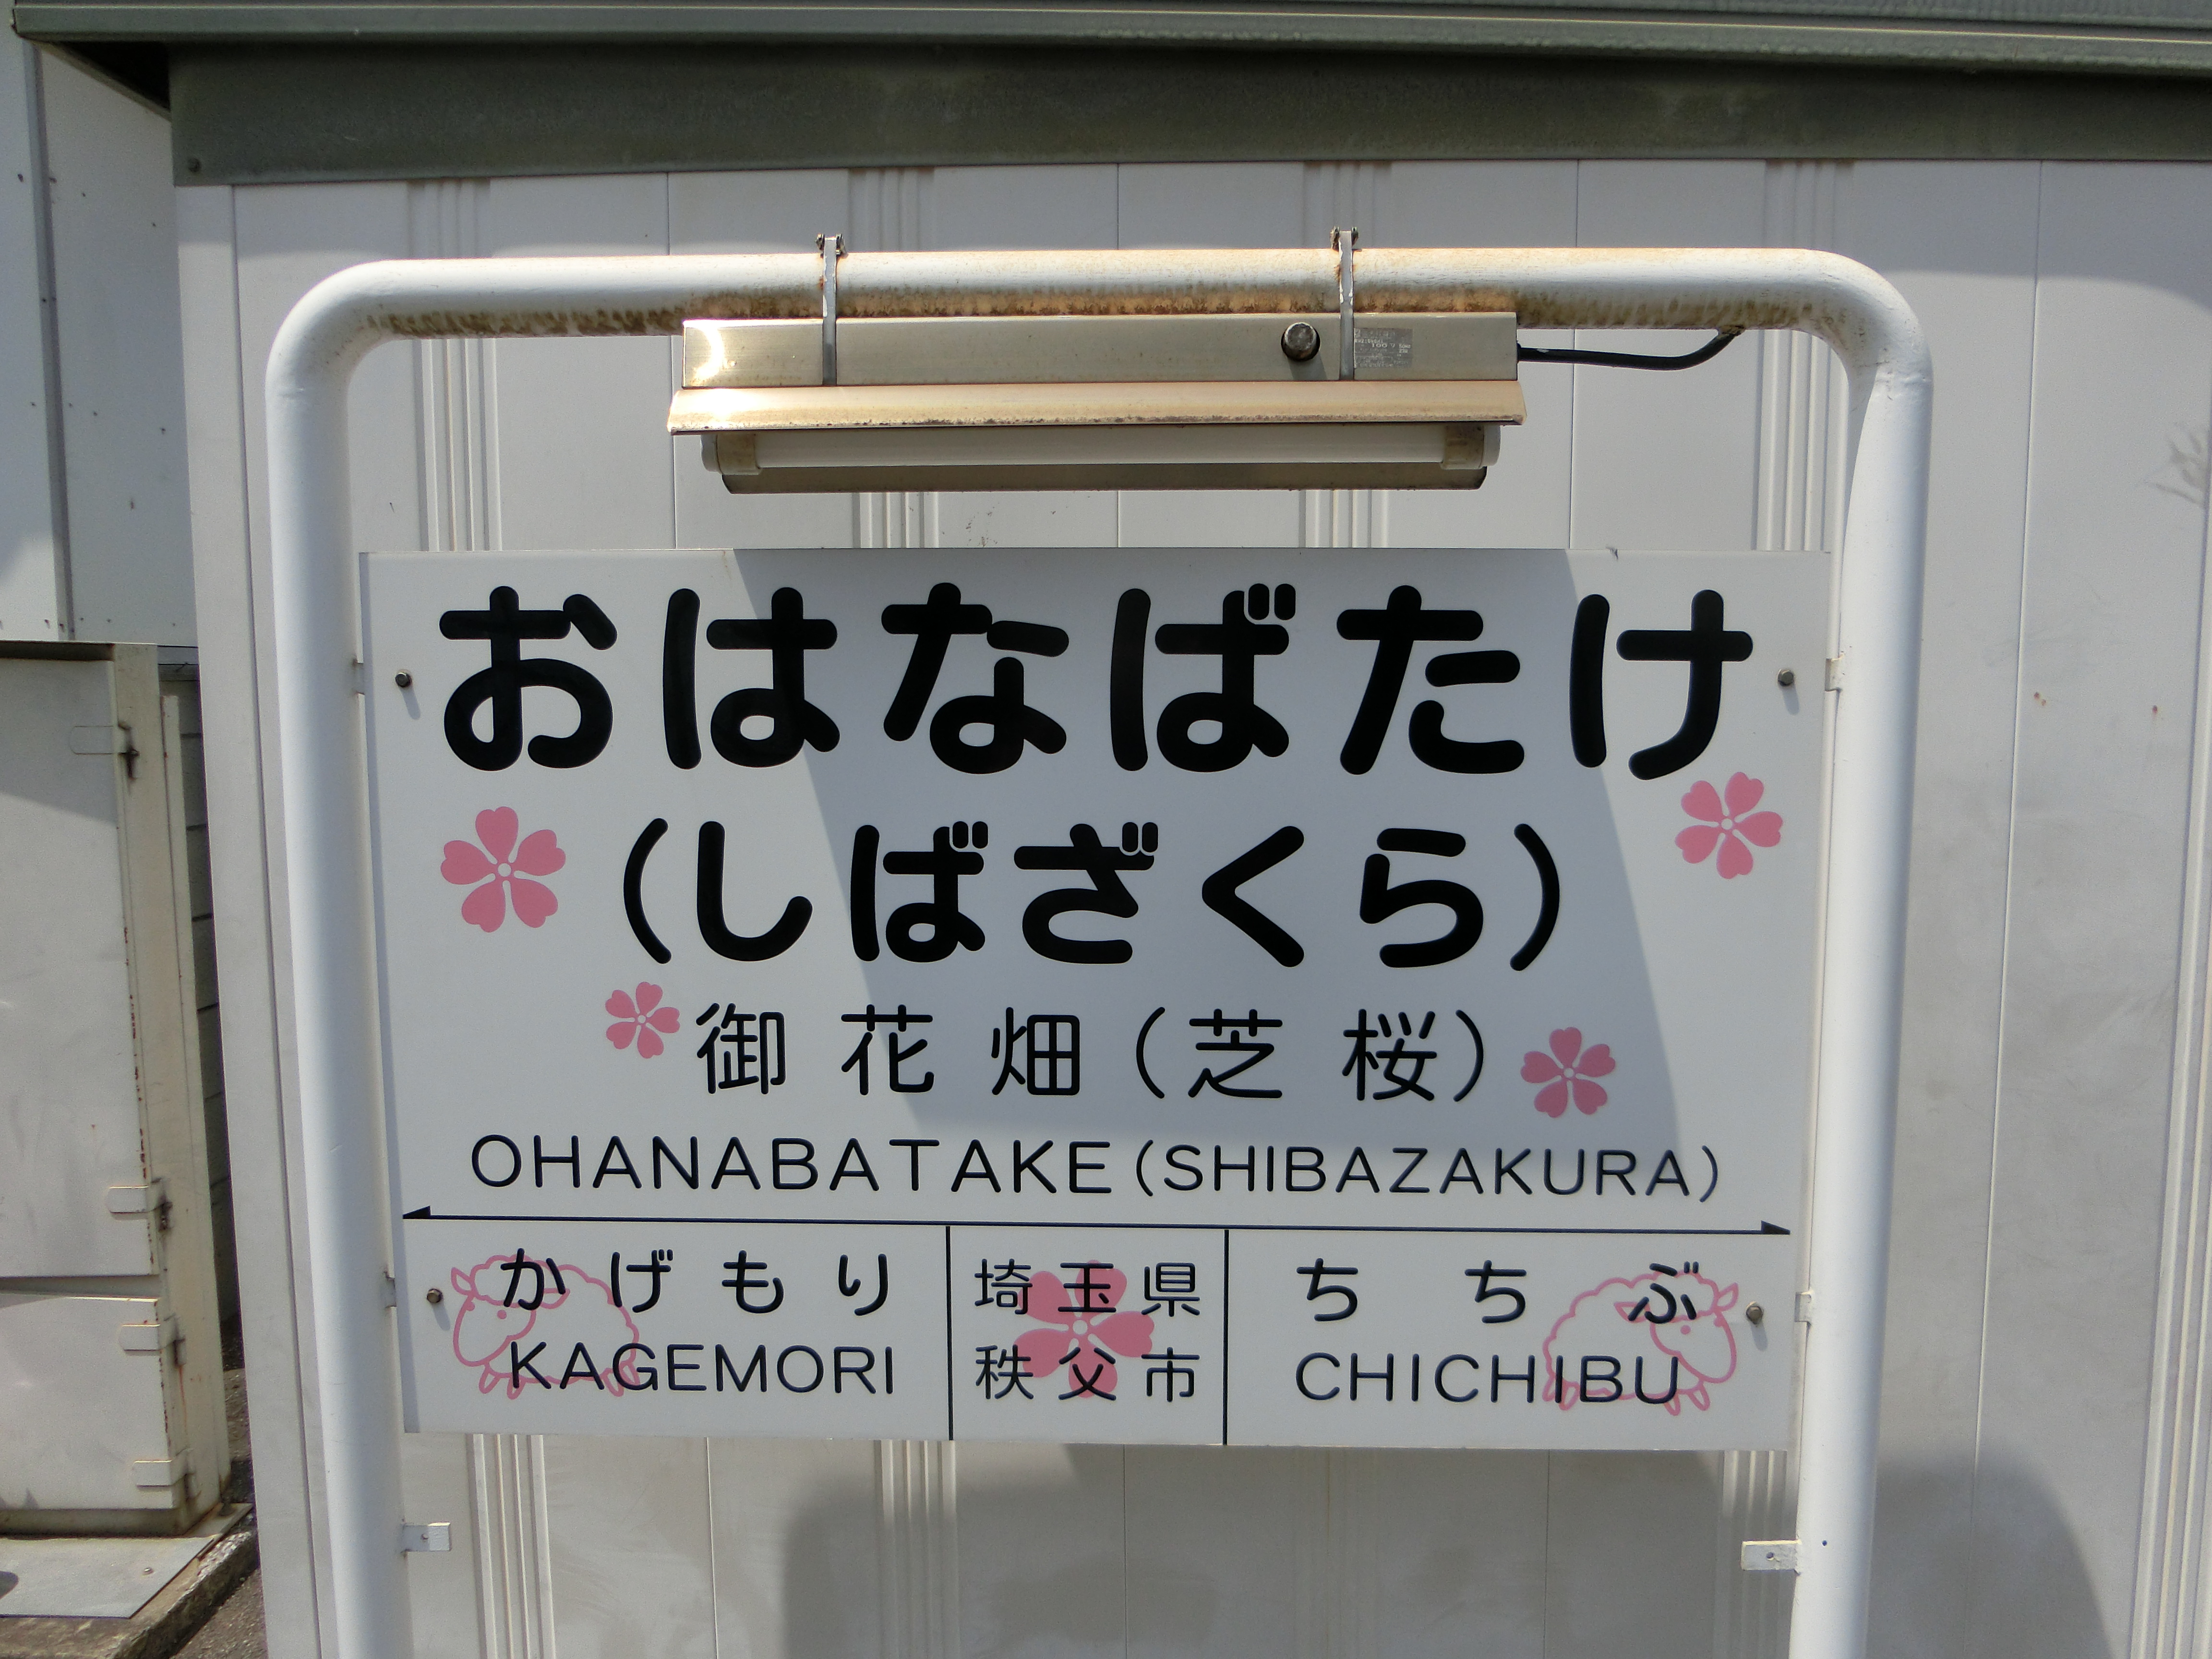 おはなばたけ
(しばざくら)
御花畑(芝桜)
OHANABATAKE(SHIBAZAKURA)
かげもり
KAGEMORI
埼玉県
秩父市
ちちぶ
CHICHIBU